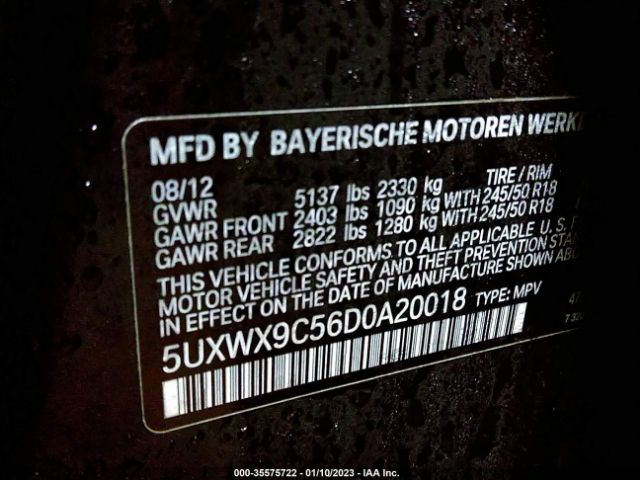 MFD BY BAYERISCHE MOTOREN
08/12 TIRE / RIM
GVWR 5137 lbs 2330 kg
GAWR FRONT 2403 lbs 1090 kg WITH 245/50 R18
GAWR REAR 2822 lbs 1280 kg WITH 245/50 R18
THIS VEHICLE CONFORMS TO ALL APPLICABLE U.S.
MOTOR VEHICLE SAFETY AND THEFT PREVENTION
IN EFFECT ON THE DATE OF MANUFACTURE SHOWN
5UXWX9C56D0A20018 TYPE: MPV
000-35575722 - 01/10/2023 - IAA Inc.